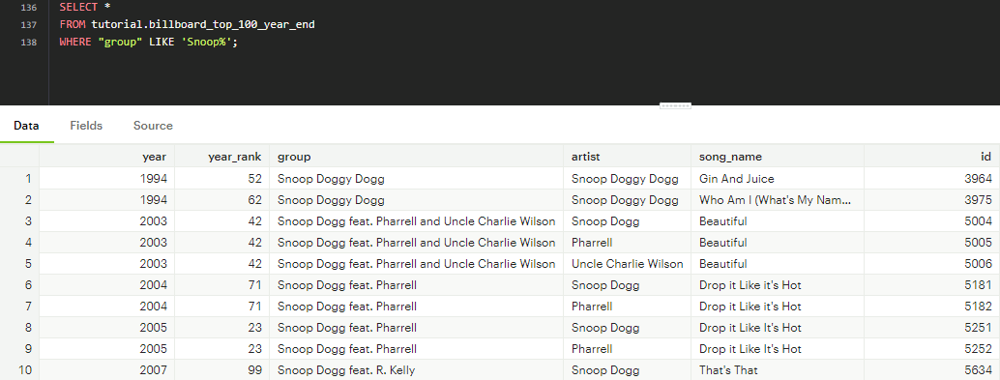 136 SELECT *
137 FROM tutorial.billboard_top_100_year_end
138 WHERE "group" LIKE 'Snoop%';
Data Fields Source
year year_rank group artist song_name id
1 1994 52 Snoop Doggy Dogg Snoop Doggy Dogg Gin And Juice 3964
2 1994 62 Snoop Doggy Dogg Snoop Doggy Dogg Who Am I (What's My Nam... 3975
3 2003 42 Snoop Dogg feat. Pharrell and Uncle Charlie Wilson Snoop Dogg Beautiful 5004
4 2003 42 Snoop Dogg feat. Pharrell and Uncle Charlie Wilson Pharrell Beautiful 5005
5 2003 42 Snoop Dogg feat. Pharrell and Uncle Charlie Wilson Uncle Charlie Wilson Beautiful 5006
6 2004 71 Snoop Dogg feat. Pharrell Snoop Dogg Drop it Like it's Hot 5181
7 2004 71 Snoop Dogg feat. Pharrell Pharrell Drop it Like it's Hot 5182
8 2005 23 Snoop Dogg feat. Pharrell Snoop Dogg Drop it Like It's Hot 5251
9 2005 23 Snoop Dogg feat. Pharrell Pharrell Drop it Like It's Hot 5252
10 2007 99 Snoop Dogg feat. R. Kelly Snoop Dogg That's That 5634